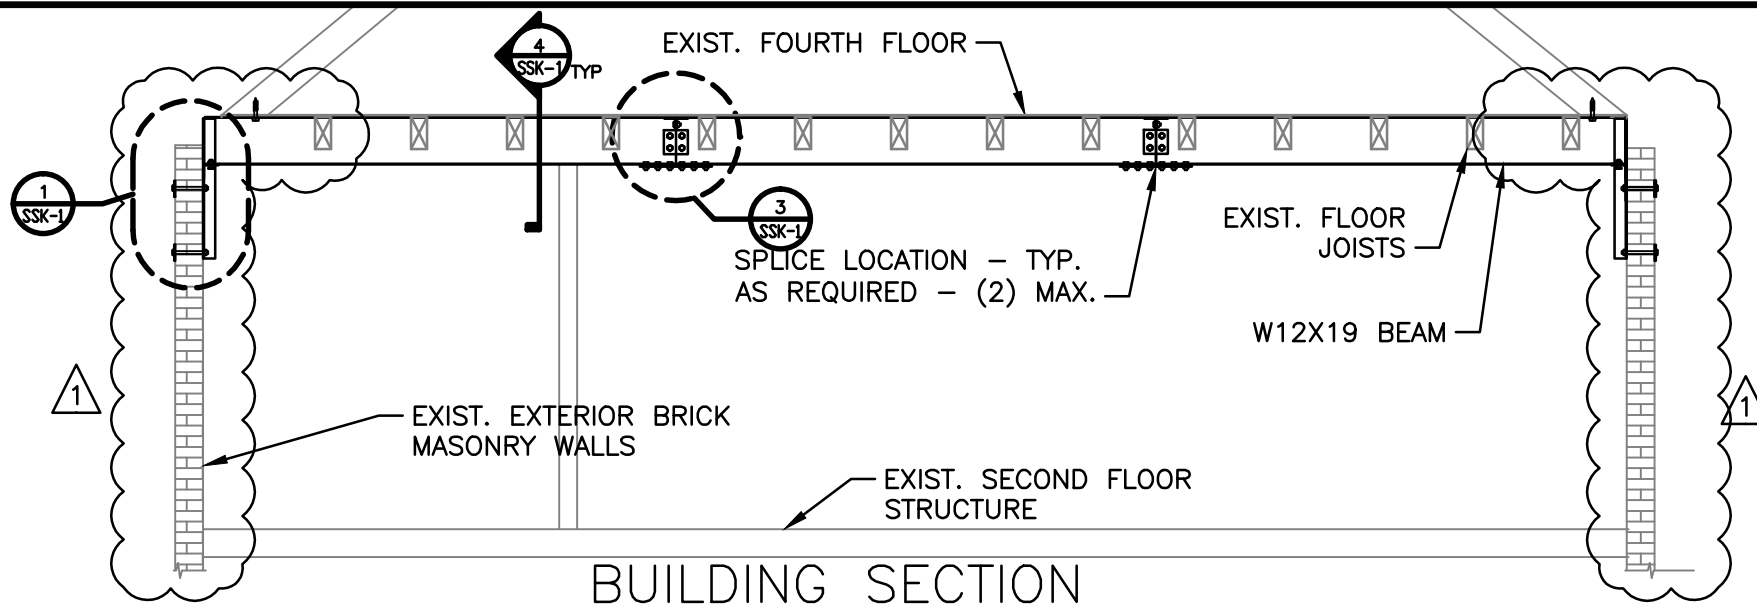 4
SSK-1 TYP
EXIST. FOURTH FLOOR
1
SSK-1
3
SSK-1
SPLICE LOCATION – TYP.
AS REQUIRED – (2) MAX.
EXIST. FLOOR
JOISTS
W12X19 BEAM
1
1
EXIST. EXTERIOR BRICK
MASONRY WALLS
EXIST. SECOND FLOOR
STRUCTURE
BUILDING SECTION